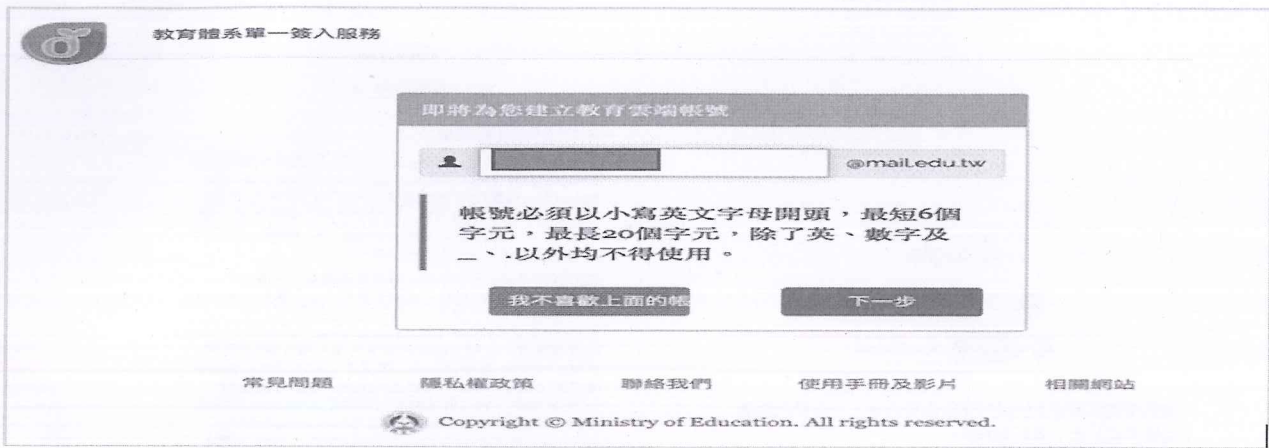 教育體系單一簽入服務
即將為您建立教育雲端帳號
@mail.edu.tw
帳號必須以小寫英文字母開頭，最短6個
字元，最長20個字元，除了英、數字及
_、.以外均不得使用。
我不喜歡上面的帳
下一步
常見問題 隱私權政策 聯絡我們 使用手冊及影片 相關網站
Copyright © Ministry of Education. All rights reserved.